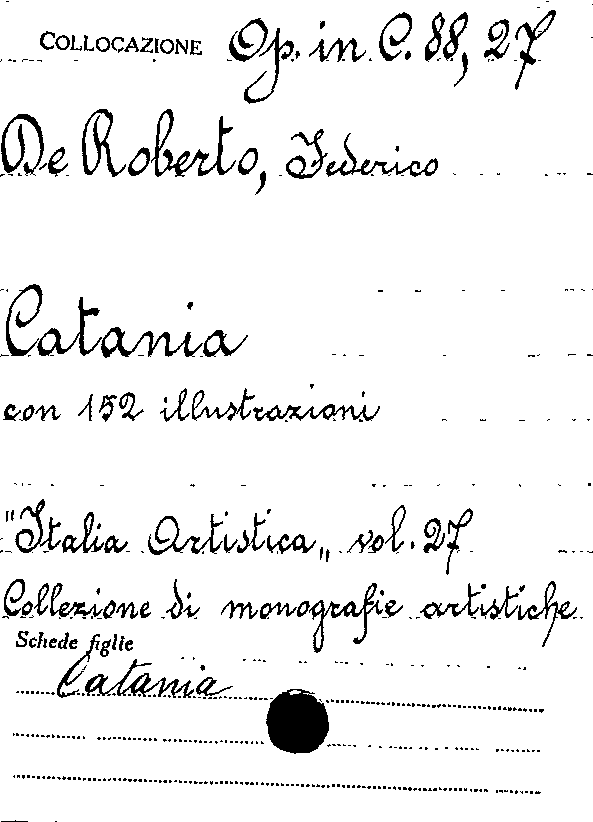 COLLOCAZIONE Op. in C. 88, 27
De Roberto, Federico
Catania
con 152 illustrazioni
"Italia Artistica„ vol. 27
Collezione di monografie artistiche
Schede figlie
Catania